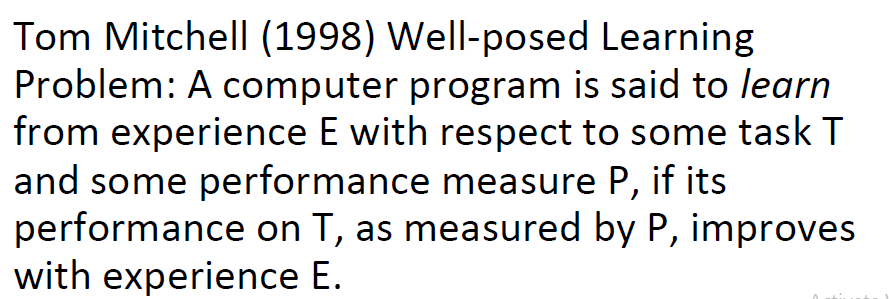 Tom Mitchell (1998) Well-posed Learning
Problem: A computer program is said to learn
from experience E with respect to some task T
and some performance measure P, if its
performance on T, as measured by P, improves
with experience E.